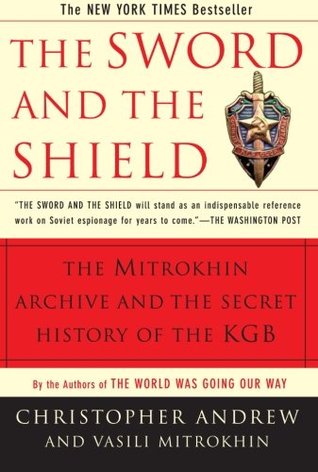 The NEW YORK TIMES Bestseller
THE SWORD
AND THE
SHIELD
"THE SWORD AND THE SHIELD will stand as an indispensable reference
work on Soviet espionage for years to come."—THE WASHINGTON POST
THE MITROKHIN
ARCHIVE AND THE SECRET
HISTORY OF THE KGB
By the Authors of THE WORLD WAS GOING OUR WAY
CHRISTOPHER ANDREW
AND VASILI MITROKHIN